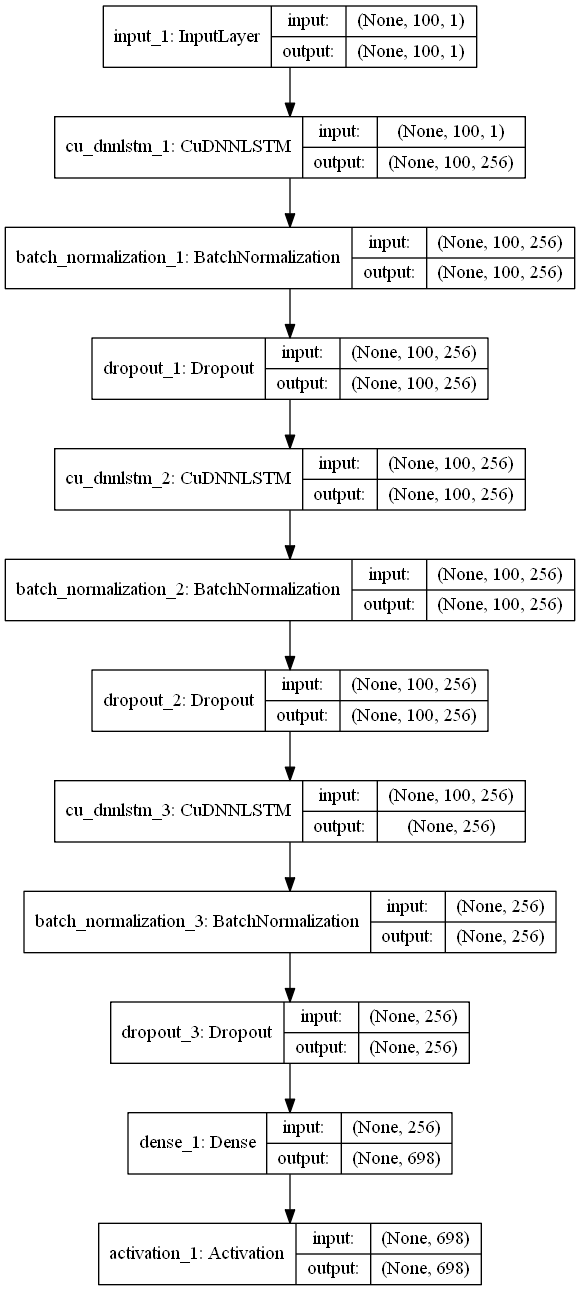 input_1: InputLayer
input: (None, 100, 1)
output: (None, 100, 1)
cu_dnnlstm_1: CuDNNLSTM
input: (None, 100, 1)
output: (None, 100, 256)
batch_normalization_1: BatchNormalization
input: (None, 100, 256)
output: (None, 100, 256)
dropout_1: Dropout
input: (None, 100, 256)
output: (None, 100, 256)
cu_dnnlstm_2: CuDNNLSTM
input: (None, 100, 256)
output: (None, 100, 256)
batch_normalization_2: BatchNormalization
input: (None, 100, 256)
output: (None, 100, 256)
dropout_2: Dropout
input: (None, 100, 256)
output: (None, 100, 256)
cu_dnnlstm_3: CuDNNLSTM
input: (None, 100, 256)
output: (None, 256)
batch_normalization_3: BatchNormalization
input: (None, 256)
output: (None, 256)
dropout_3: Dropout
input: (None, 256)
output: (None, 256)
dense_1: Dense
input: (None, 256)
output: (None, 698)
activation_1: Activation
input: (None, 698)
output: (None, 698)